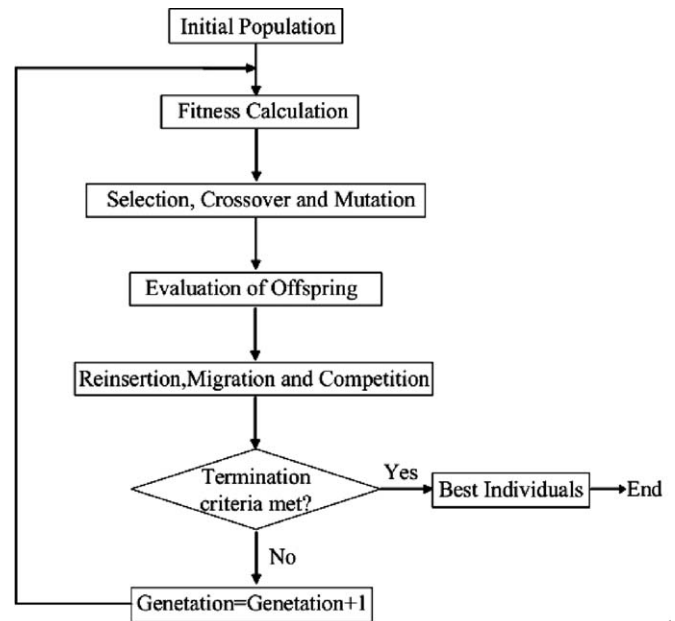 Initial Population
Fitness Calculation
Selection, Crossover and Mutation
Evaluation of Offspring
Reinsertion,Migration and Competition
Termination
criteria met?
Yes
Best Individuals
End
No
Genetation=Genetation+1